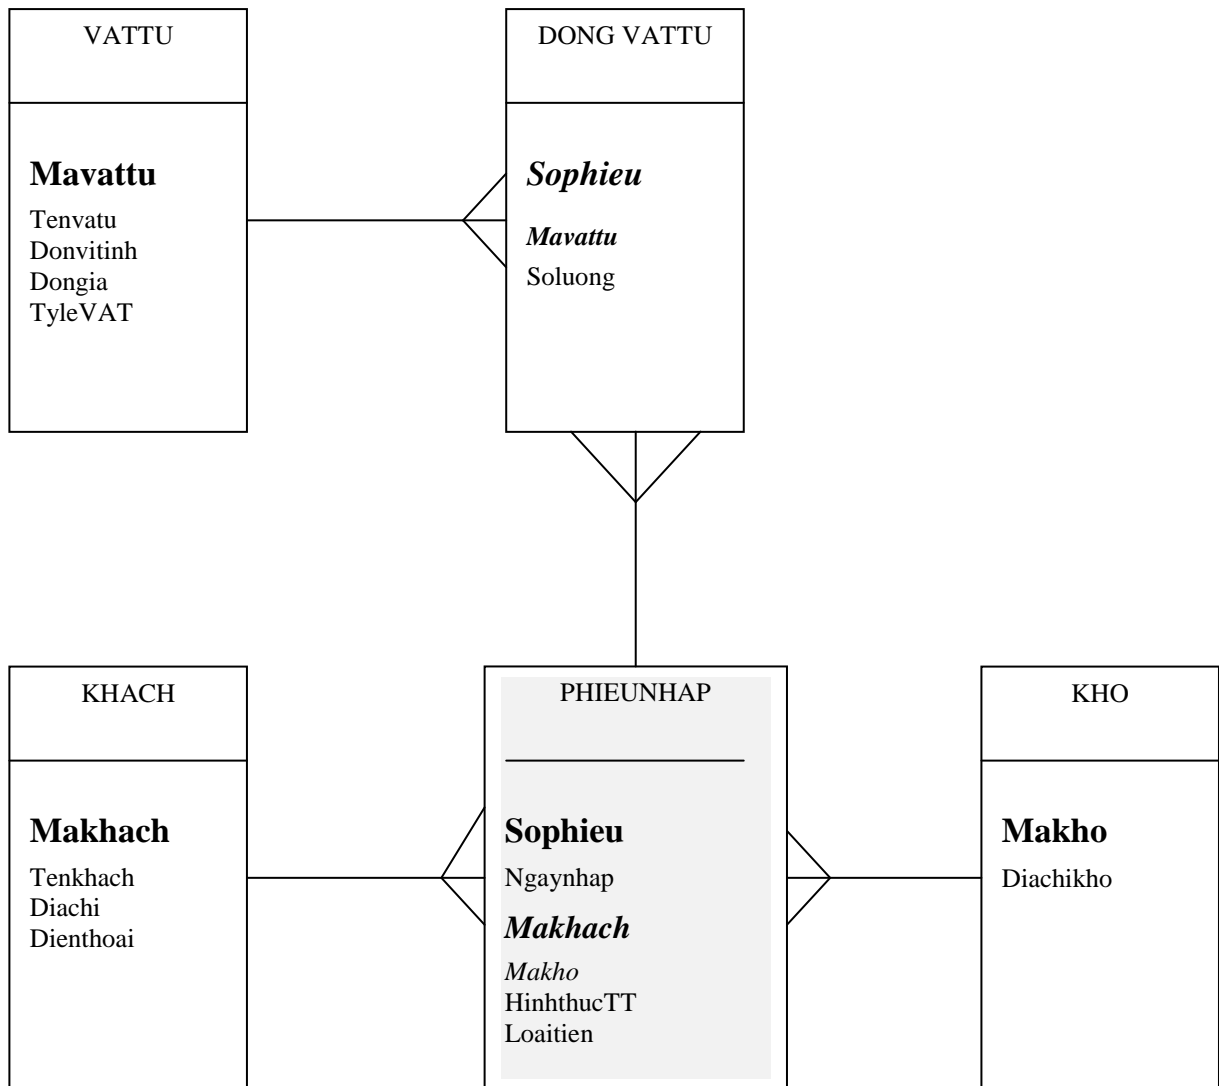 VATTU
Mavattu
Tenvatu
Donvitinh
Dongia
TyleVAT
DONG VATTU
Sophieu
Mavattu
Soluong
KHACH
Makhach
Tenkhach
Diachi
Dienthoai
PHIEUNHAP
Sophieu
Ngaynhap
Makhach
Makho
HinhthucTT
Loaitien
KHO
Makho
Diachikho